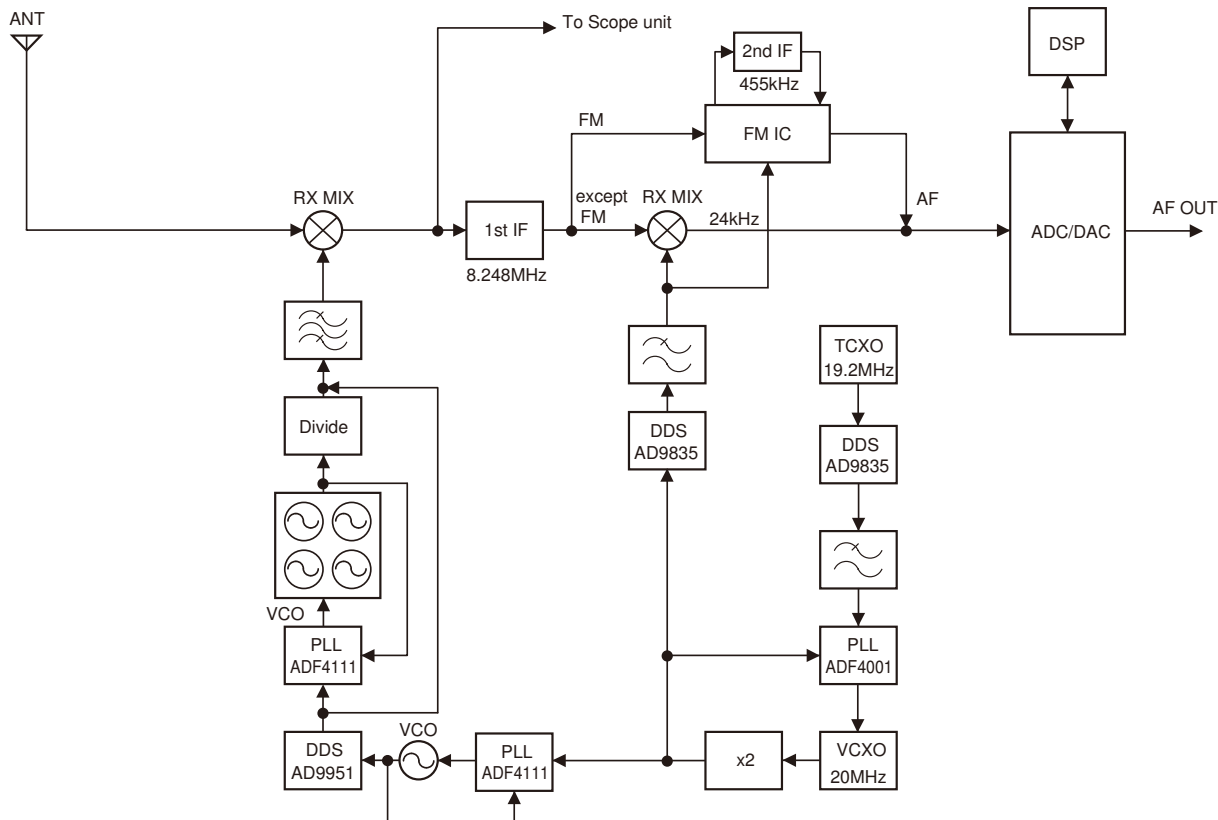 ANT
To Scope unit
2nd IF
455kHz
DSP
FM
FM IC
RX MIX
except
FM
RX MIX
24kHz
AF
AF OUT
1st IF
8.248MHz
ADC/DAC
TCXO
19.2MHz
Divide
DDS
AD9835
DDS
AD9835
VCO
PLL
ADF4111
PLL
ADF4001
VCO
DDS
AD9951
PLL
ADF4111
x2
VCXO
20MHz